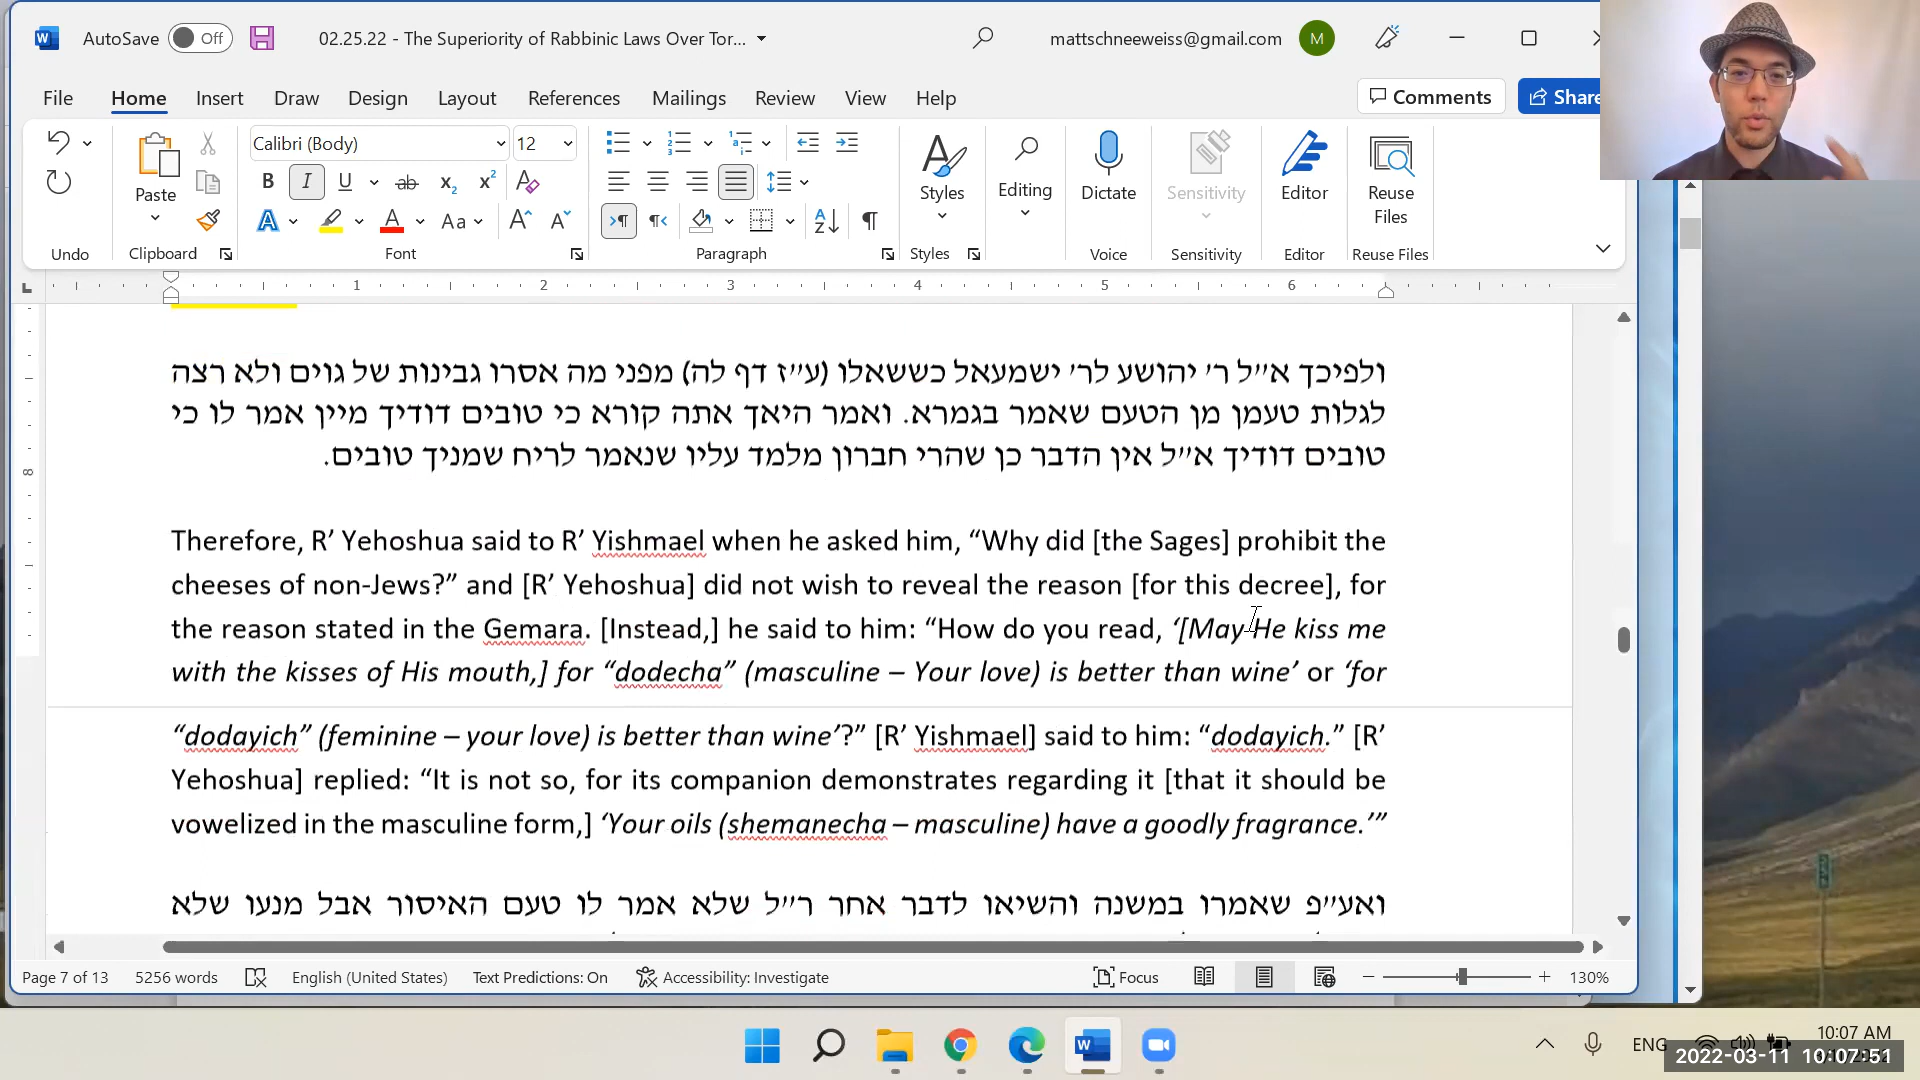 AutoSave Off 02.25.22 - The Superiority of Rabbinic Laws Over Tor... mattschneeweiss@gmail.com M
File Home Insert Draw Design Layout References Mailings Review View Help Comments Share
Calibri (Body) 12
Paste Styles Editing Dictate Sensitivity Editor Reuse Files
Undo Clipboard Font Paragraph Styles Voice Sensitivity Editor Reuse Files
1 2 3 4 5 6
8
ולפיכך א״ל ר׳ יהושע לר׳ ישמעאל כששאלו (ע״ז דף לה) מפני מה אסרו גבינות של גוים ולא רצה
לגלות טעמן מן הטעם שאמר בגמרא. ואמר היאך אתה קורא כי טובים דודיך מיין אמר לו כי
טובים דודיך א״ל אין הדבר כן שהרי חברון מלמד עליו שנאמר לריח שמניך טובים.
Therefore, R’ Yehoshua said to R’ Yishmael when he asked him, “Why did [the Sages] prohibit the
cheeses of non-Jews?” and [R’ Yehoshua] did not wish to reveal the reason [for this decree], for
the reason stated in the Gemara. [Instead,] he said to him: “How do you read, ‘[May He kiss me
with the kisses of His mouth,] for “dodecha” (masculine – Your love) is better than wine’ or ‘for
“dodayich” (feminine – your love) is better than wine’?” [R’ Yishmael] said to him: “dodayich.” [R’
Yehoshua] replied: “It is not so, for its companion demonstrates regarding it [that it should be
vowelized in the masculine form,] ‘Your oils (shemanecha – masculine) have a goodly fragrance.’”
ואע״פ שאמרו במשנה והשיאו לדבר אחר ר״ל שלא אמר לו טעם האיסור אבל מנעו שלא
Page 7 of 13 5256 words English (United States) Text Predictions: On Accessibility: Investigate Focus 130%
ENG 10:07 AM
2022-03-11 10:07:51